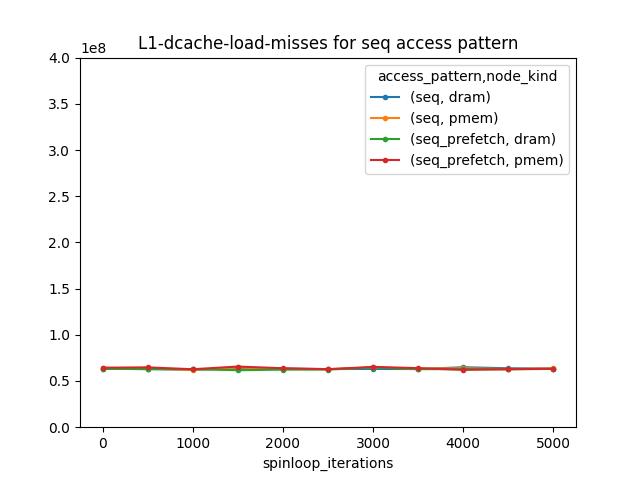 L1-dcache-load-misses for seq access pattern
1e8
4.0
3.5
3.0
2.5
2.0
1.5
1.0
0.5
0.0
access_pattern,node_kind
(seq, dram)
(seq, pmem)
(seq_prefetch, dram)
(seq_prefetch, pmem)
0 1000 2000 3000 4000 5000
spinloop_iterations